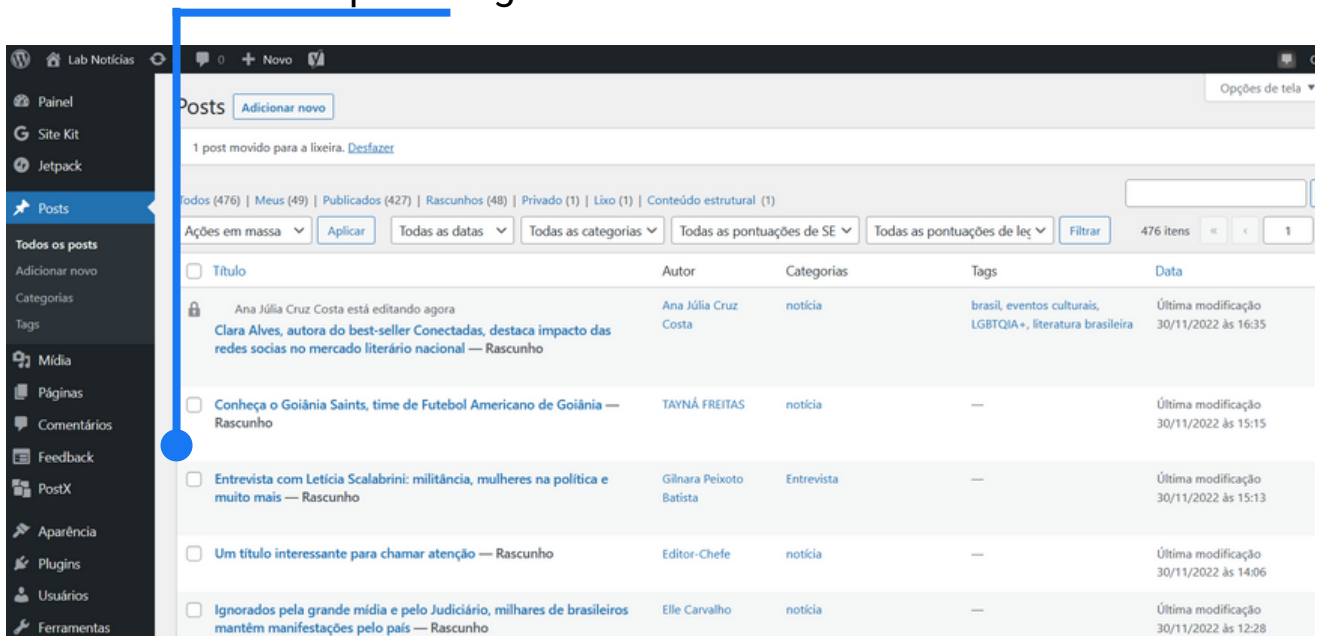 Lab Notícias 0 + Novo
Opções de tela
Painel
Site Kit
Jetpack
Posts
Todos os posts
Adicionar novo
Categorias
Tags
Mídia
Páginas
Comentários
Feedback
PostX
Aparência
Plugins
Usuários
Ferramentas
Posts Adicionar novo
1 post movido para a lixeira. Desfazer
Todos (476) | Meus (49) | Publicados (427) | Rascunhos (48) | Privado (1) | Lixo (1) | Conteúdo estrutural (1)
Ações em massa Aplicar Todas as datas Todas as categorias Todas as pontuações de SE Todas as pontuações de leç Filtrar 476 itens « ‹ 1
Título Autor Categorias Tags Data
Ana Júlia Cruz Costa está editando agora
Clara Alves, autora do best-seller Conectadas, destaca impacto das
redes socias no mercado literário nacional — Rascunho
Ana Júlia Cruz
Costa
notícia
brasil, eventos culturais,
LGBTQIA+, literatura brasileira
Última modificação
30/11/2022 às 16:35
Conheça o Goiânia Saints, time de Futebol Americano de Goiânia —
Rascunho
TAYNÁ FREITAS
notícia
—
Última modificação
30/11/2022 às 15:15
Entrevista com Letícia Scalabrini: militância, mulheres na política e
muito mais — Rascunho
Gilnara Peixoto
Batista
Entrevista
—
Última modificação
30/11/2022 às 15:13
Um título interessante para chamar atenção — Rascunho
Editor-Chefe
notícia
—
Última modificação
30/11/2022 às 14:06
Ignorados pela grande mídia e pelo Judiciário, milhares de brasileiros
mantêm manifestações pelo país — Rascunho
Elle Carvalho
notícia
—
Última modificação
30/11/2022 às 12:28